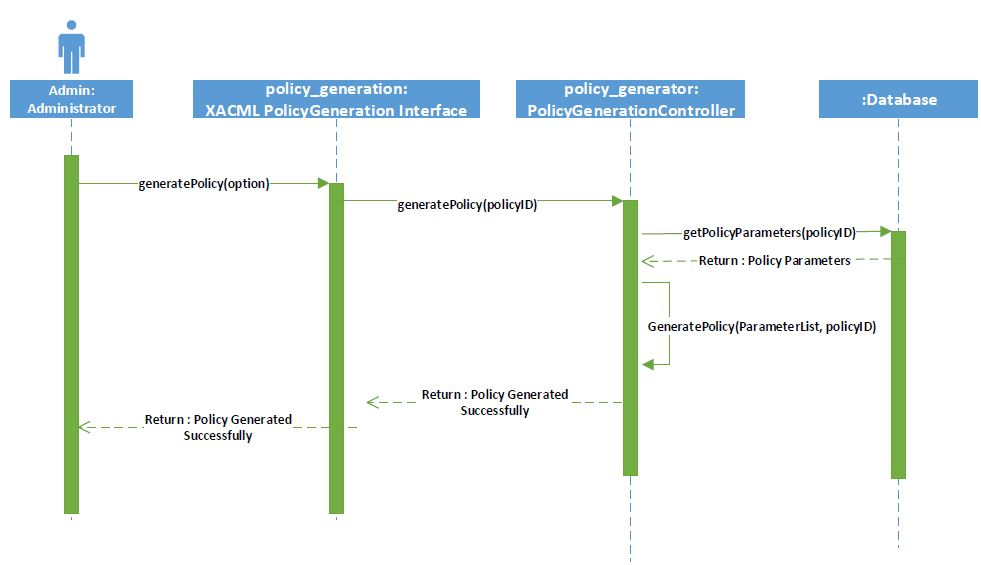 Admin:
Administrator
policy_generation:
XACML PolicyGeneration Interface
policy_generator:
PolicyGenerationController
:Database
generatePolicy(option)
generatePolicy(policyID)
getPolicyParameters(policyID)
Return : Policy Parameters
GeneratePolicy(ParameterList, policyID)
Return : Policy Generated
Successfully
Return : Policy Generated
Successfully